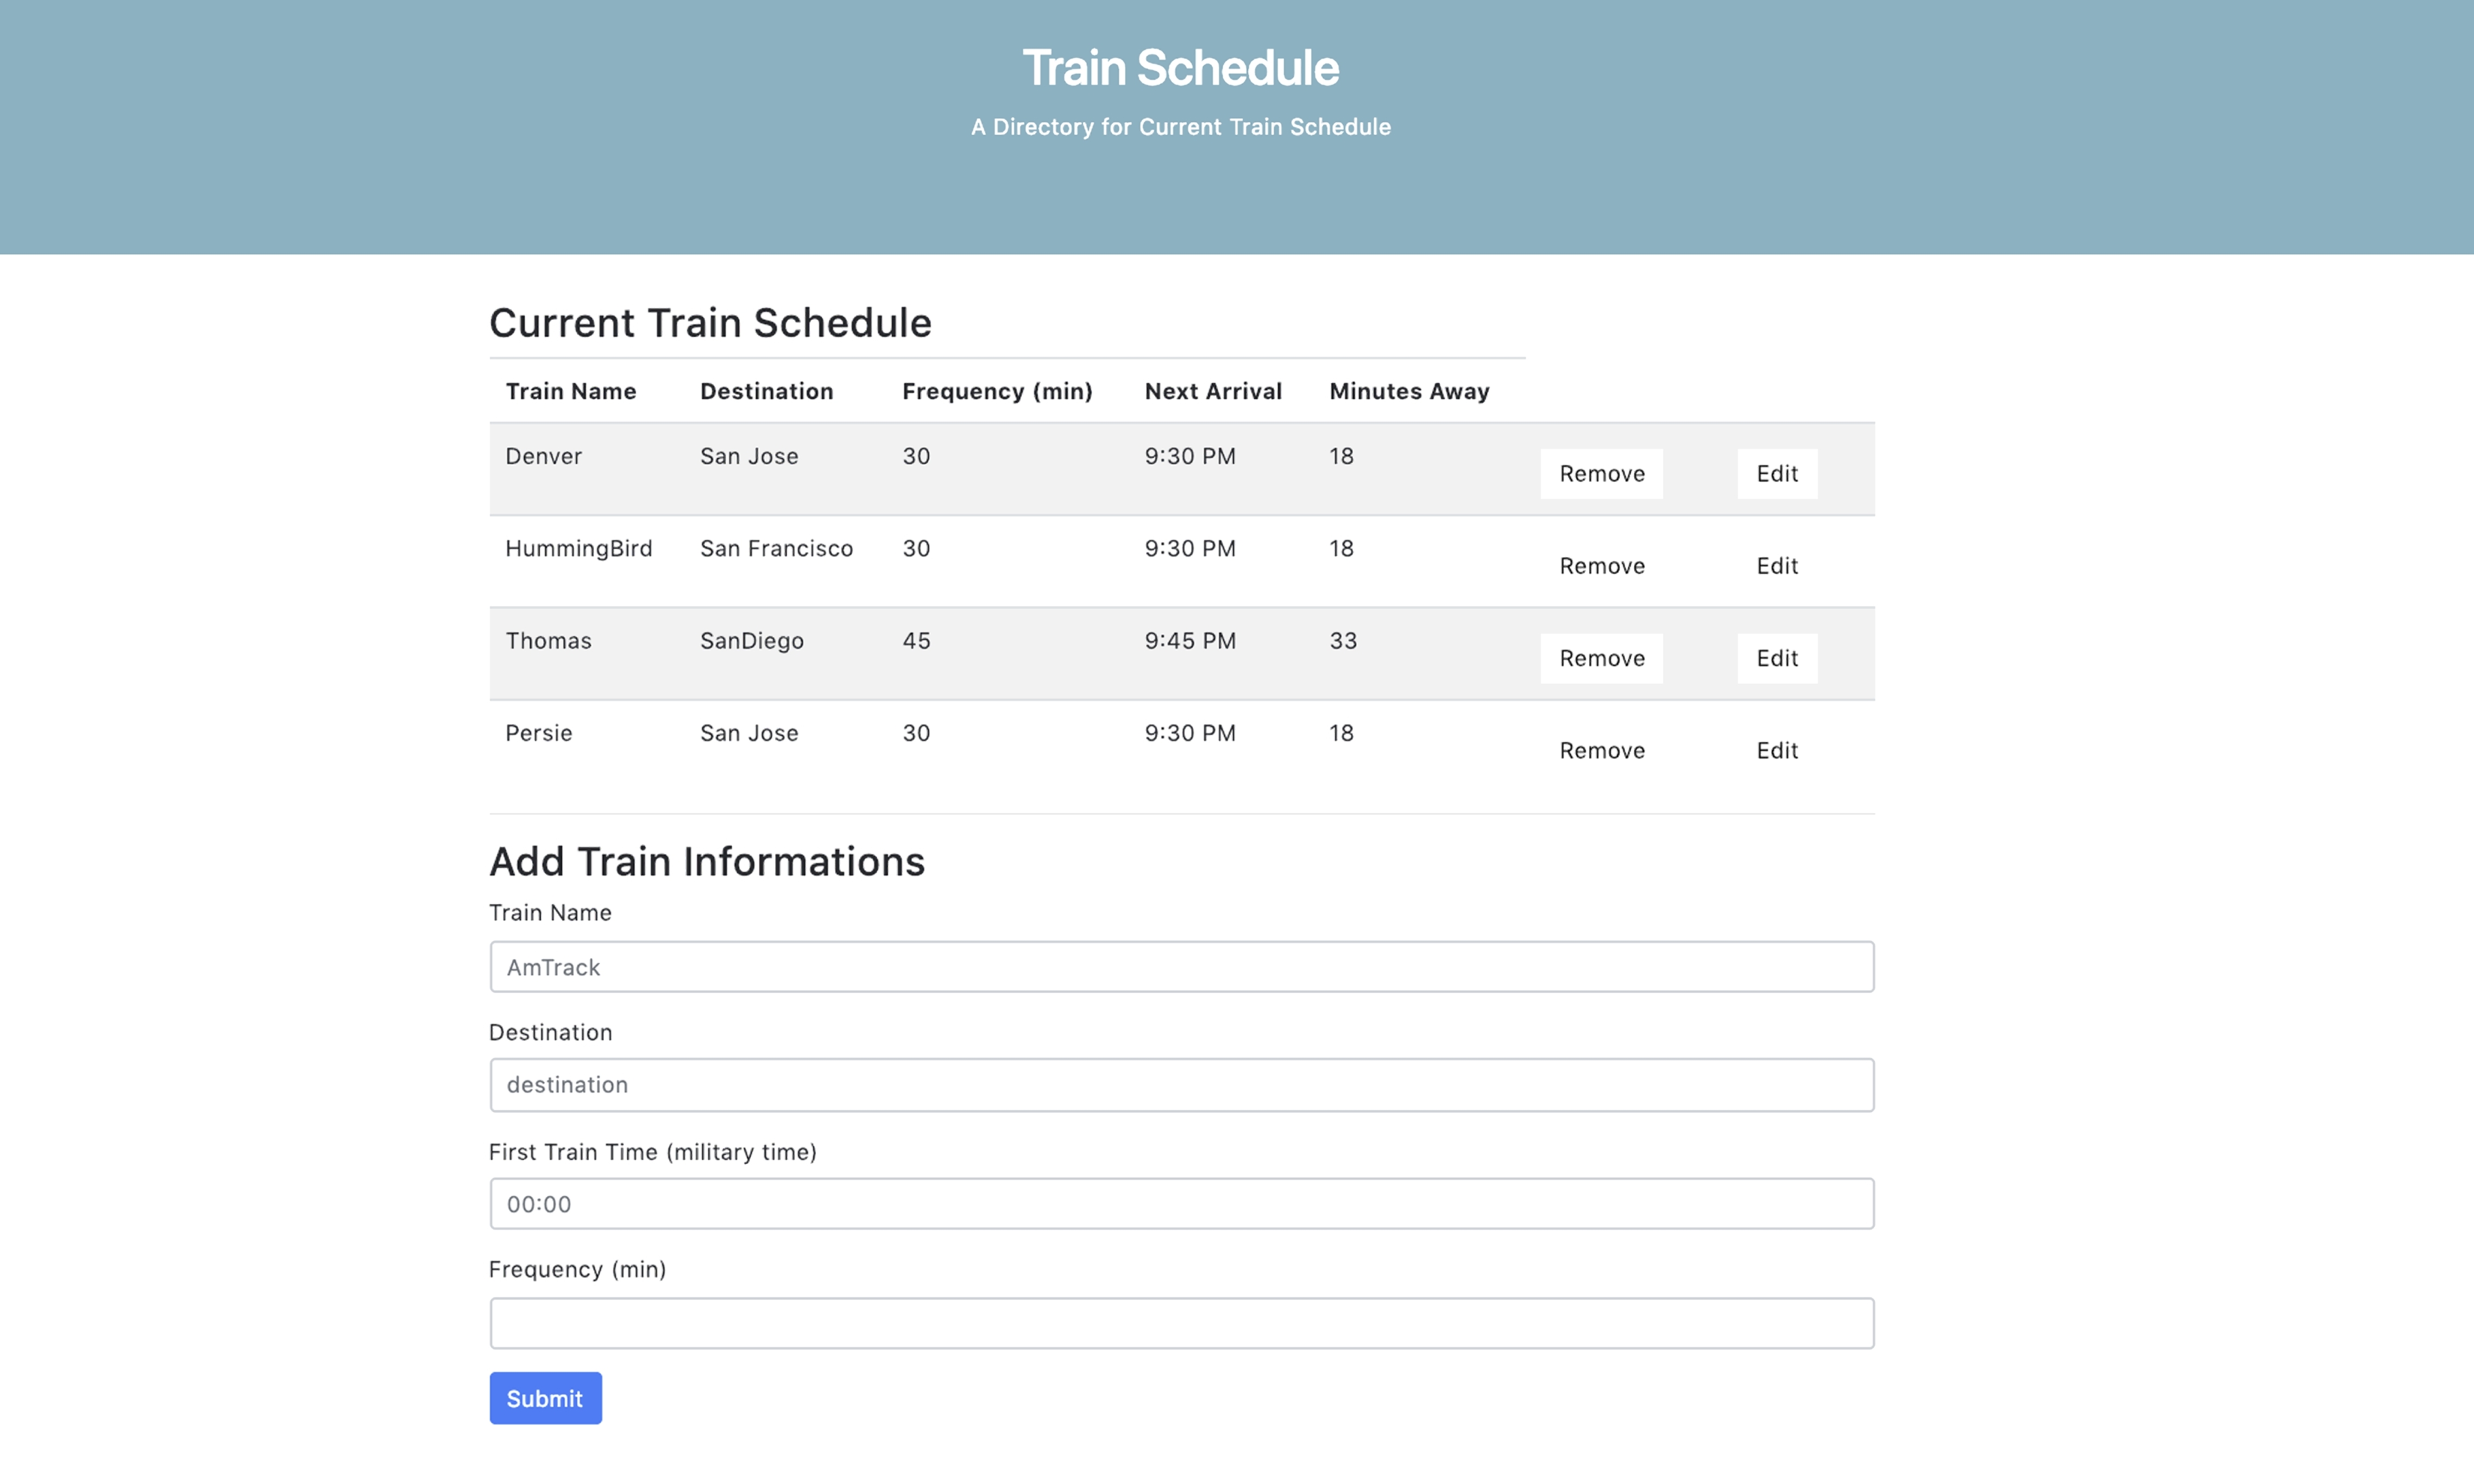 Train Schedule
A Directory for Current Train Schedule
Current Train Schedule
Train Name Destination Frequency (min) Next Arrival Minutes Away
Denver San Jose 30 9:30 PM 18 Remove Edit
HummingBird San Francisco 30 9:30 PM 18 Remove Edit
Thomas SanDiego 45 9:45 PM 33 Remove Edit
Persie San Jose 30 9:30 PM 18 Remove Edit
Add Train Informations
Train Name
AmTrack
Destination
destination
First Train Time (military time)
00:00
Frequency (min)
Submit